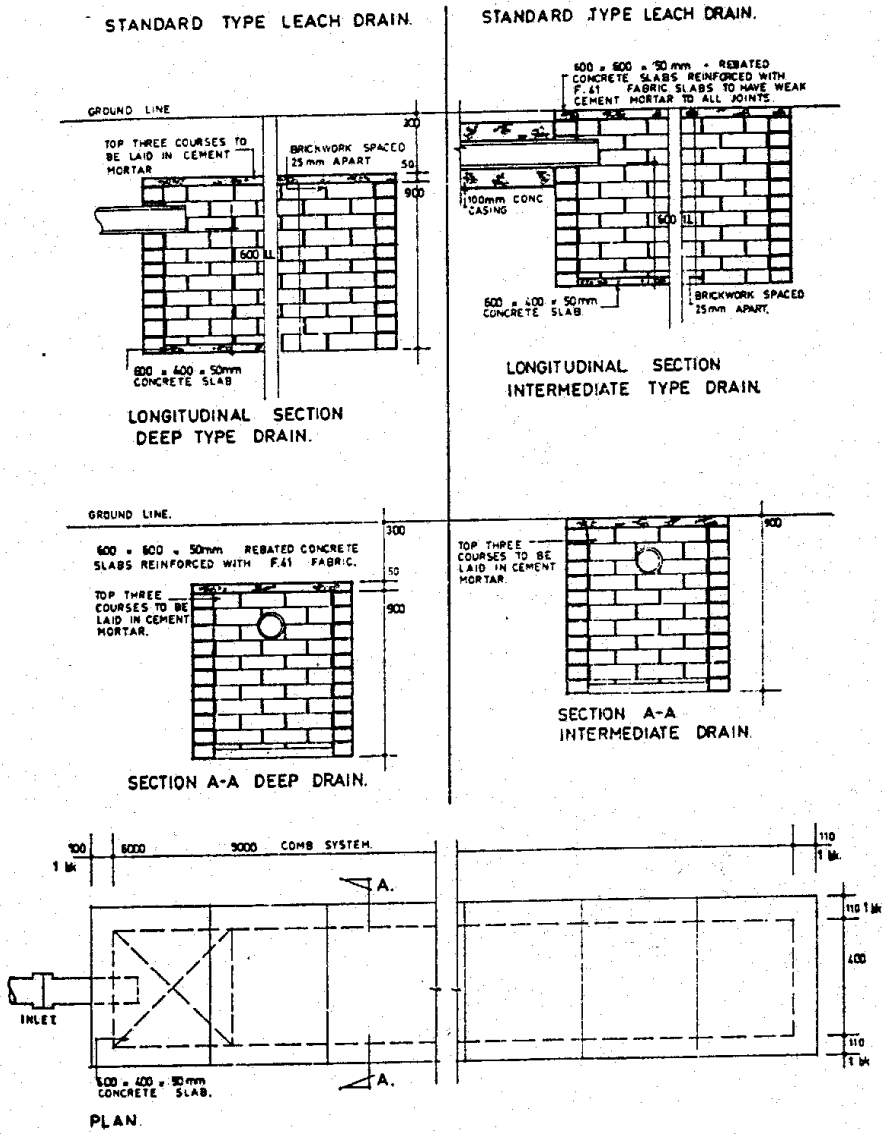 STANDARD TYPE LEACH DRAIN.
STANDARD TYPE LEACH DRAIN.
600 x 600 x 50mm - REBATED
CONCRETE SLABS REINFORCED WITH
F.41 FABRIC SLABS TO HAVE WEAK
CEMENT MORTAR TO ALL JOINTS
GROUND LINE
TOP THREE COURSES TO
BE LAID IN CEMENT
MORTAR
BRICKWORK SPACED
25mm APART
300
50
900
600 LL
600 x 400 x 50mm
CONCRETE SLAB
LONGITUDINAL SECTION
DEEP TYPE DRAIN.
100mm CONC
CASING
600 LL
600 x 400 x 50mm
CONCRETE SLAB.
BRICKWORK SPACED
25mm APART.
LONGITUDINAL SECTION
INTERMEDIATE TYPE DRAIN.
GROUND LINE.
600 x 600 x 50mm REBATED CONCRETE
SLABS REINFORCED WITH F.41 FABRIC.
TOP THREE
COURSES TO BE
LAID IN CEMENT
MORTAR.
300
50
900
SECTION A-A DEEP DRAIN.
TOP THREE
COURSES TO BE
LAID IN CEMENT
MORTAR.
900
SECTION A-A
INTERMEDIATE DRAIN.
1 bk
6000
9000 COMB SYSTEM.
110
1 bk.
A.
110 1 bk
400
110
1 bk
INLET
600 x 400 x 50mm
CONCRETE SLAB.
A.
PLAN.